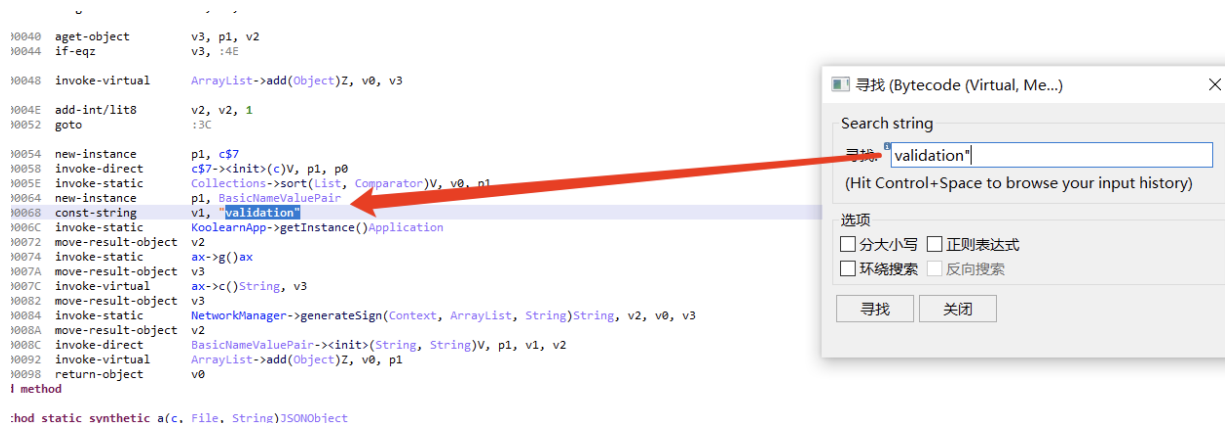 00040 aget-object v3, p1, v2
00044 if-eqz v3, :4E
00048 invoke-virtual ArrayList->add(Object)Z, v0, v3
0004E add-int/lit8 v2, v2, 1
00052 goto :3C
00054 new-instance p1, c$7
00058 invoke-direct c$7-><init>(c)V, p1, p0
0005E invoke-static Collections->sort(List, Comparator)V, v0, p1
00064 new-instance p1, BasicNameValuePair
00068 const-string v1, "validation"
0006C invoke-static KoolearnApp->getInstance()Application
00072 move-result-object v2
00074 invoke-static ax->g()ax
0007A move-result-object v3
0007C invoke-virtual ax->c()String, v3
00082 move-result-object v3
00084 invoke-static NetworkManager->generateSign(Context, ArrayList, String)String, v2, v0, v3
0008A move-result-object v2
0008C invoke-direct BasicNameValuePair-><init>(String, String)V, p1, v1, v2
00092 invoke-virtual ArrayList->add(Object)Z, v0, p1
00098 return-object v0
d method
thod static synthetic a(c, File, String)JSONObject
寻找 (Bytecode (Virtual, Me...)
Search string
寻找: validation"
(Hit Control+Space to browse your input history)
选项
分大小写 正则表达式
环绕搜索 反向搜索
寻找 关闭